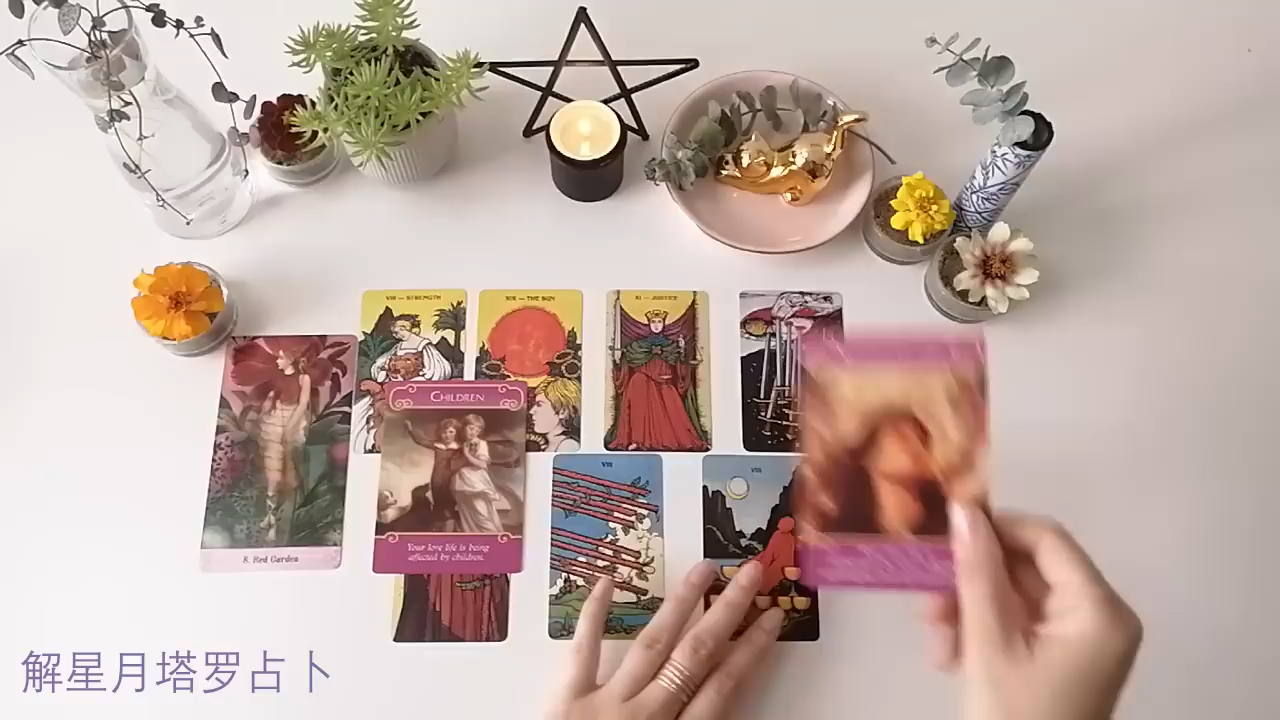 VIII — STRENGTH
XIX — THE SUN
XI — JUSTICE
CHILDREN
Your love life is being
affected by children.
8. Red Garden
VIII
VIII
解星月塔罗占卜